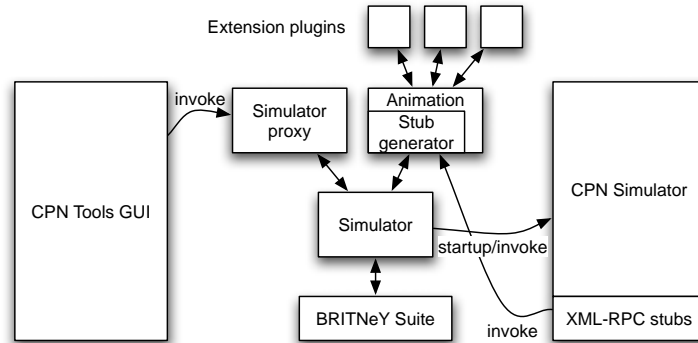 Extension plugins
invoke
Simulator
proxy
Animation
Stub
generator
CPN Tools GUI
CPN Simulator
Simulator
startup/invoke
BRITNeY Suite
invoke
XML-RPC stubs